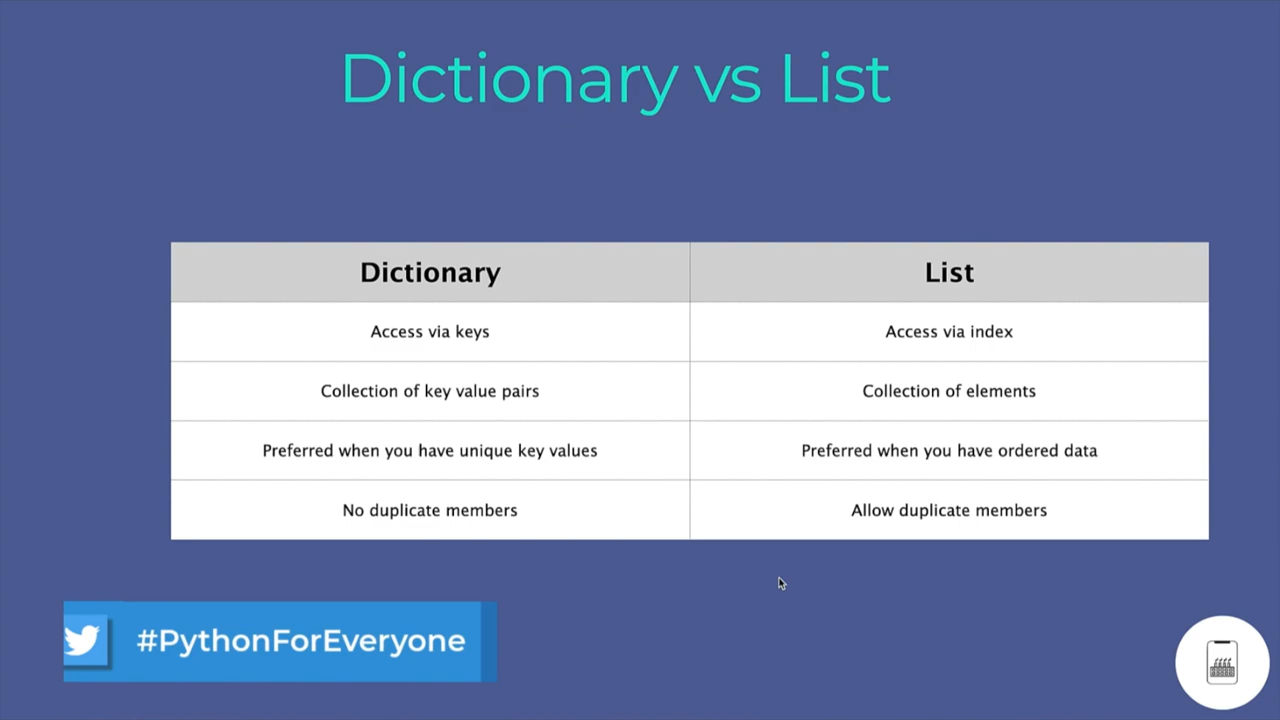 Dictionary vs List
Dictionary List
Access via keys Access via index
Collection of key value pairs Collection of elements
Preferred when you have unique key values Preferred when you have ordered data
No duplicate members Allow duplicate members
#PythonForEveryone